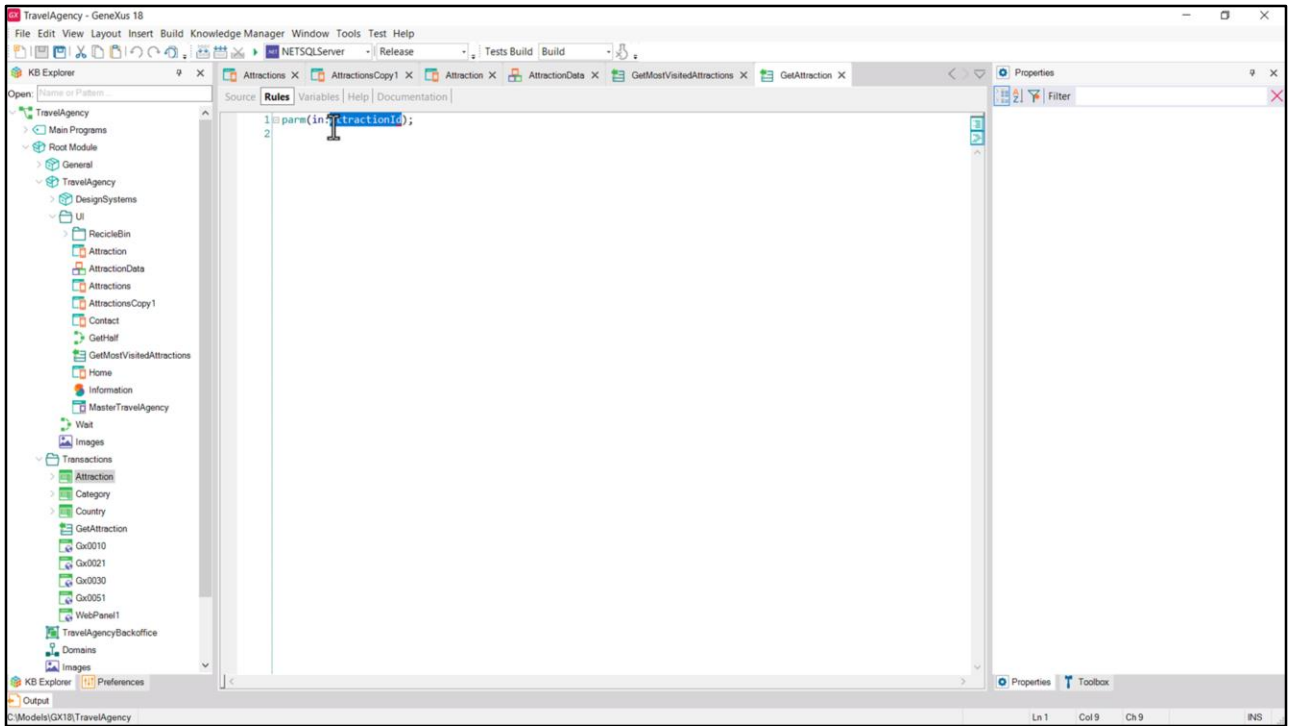 TravelAgency - GeneXus 18
File Edit View Layout Insert Build Knowledge Manager Window Tools Test Help
NETSQLServer Release Tests Build Build
KB Explorer
Attractions X AttractionsCopy1 X Attraction X AttractionData X GetMostVisitedAttractions X GetAttraction X
Properties
Open: Name or Pattern...
Source Rules Variables Help Documentation
Filter
TravelAgency
1 parm(in:AttractionId);
2
Main Programs
Root Module
General
TravelAgency
DesignSystems
UI
RecicleBin
Attraction
AttractionData
Attractions
AttractionsCopy1
Contact
GetHalf
GetMostVisitedAttractions
Home
Information
MasterTravelAgency
Wait
Images
Transactions
Attraction
Category
Country
GetAttraction
Gx0010
Gx0021
Gx0030
Gx0051
WebPanel1
TravelAgencyBackoffice
Domains
Images
KB Explorer Preferences
Properties Toolbox
Output
C:\Models\GX18\TravelAgency
Ln 1 Col 9 Ch 9 INS